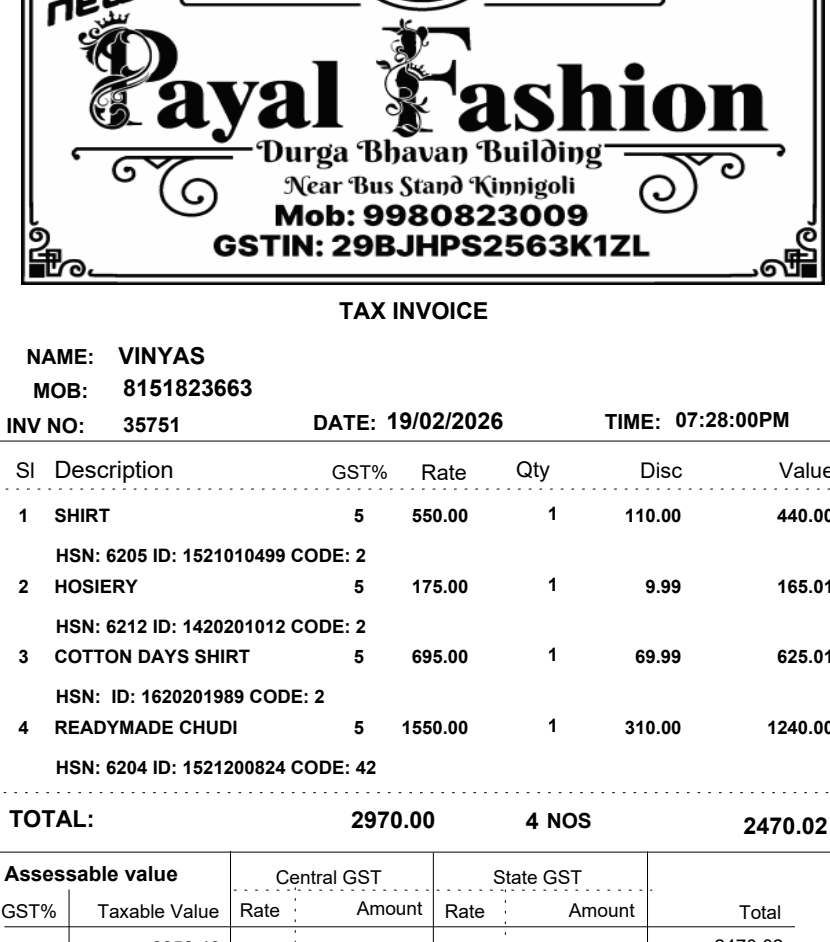 new
Payal Fashion
Durga Bhavan Building
Near Bus Stand Kinnigoli
Mob: 9980823009
GSTIN: 29BJHPS2563K1ZL
TAX INVOICE
NAME: VINYAS
MOB: 8151823663
INV NO: 35751 DATE: 19/02/2026 TIME: 07:28:00PM
Sl Description GST% Rate Qty Disc Value
1 SHIRT 5 550.00 1 110.00 440.00
HSN: 6205 ID: 1521010499 CODE: 2
2 HOSIERY 5 175.00 1 9.99 165.01
HSN: 6212 ID: 1420201012 CODE: 2
3 COTTON DAYS SHIRT 5 695.00 1 69.99 625.01
HSN: ID: 1620201989 CODE: 2
4 READYMADE CHUDI 5 1550.00 1 310.00 1240.00
HSN: 6204 ID: 1521200824 CODE: 42
TOTAL: 2970.00 4 NOS 2470.02
Assessable value Central GST State GST
GST% Taxable Value Rate Amount Rate Amount Total
2470.02